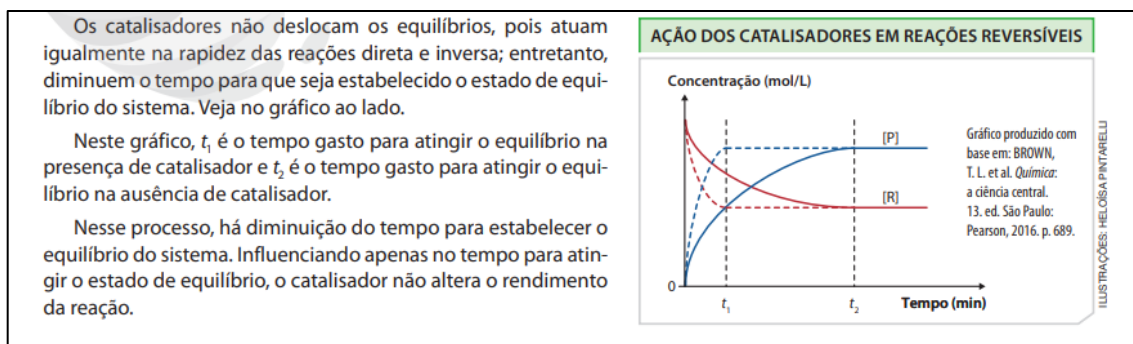 Os catalisadores não deslocam os equilíbrios, pois atuam
igualmente na rapidez das reações direta e inversa; entretanto,
diminuem o tempo para que seja estabelecido o estado de equi-
líbrio do sistema. Veja no gráfico ao lado.
Neste gráfico, t₁ é o tempo gasto para atingir o equilíbrio na
presença de catalisador e t₂ é o tempo gasto para atingir o equi-
líbrio na ausência de catalisador.
Nesse processo, há diminuição do tempo para estabelecer o
equilíbrio do sistema. Influenciando apenas no tempo para atin-
gir o estado de equilíbrio, o catalisador não altera o rendimento
da reação.
AÇÃO DOS CATALISADORES EM REAÇÕES REVERSÍVEIS
Concentração (mol/L)
[P]
[R]
0
t₁
t₂
Tempo (min)
Gráfico produzido com
base em: BROWN,
T. L. et al. Química:
a ciência central.
13. ed. São Paulo:
Pearson, 2016. p. 689.
ILUSTRAÇÕES: HELOÍSA PINTARELLI